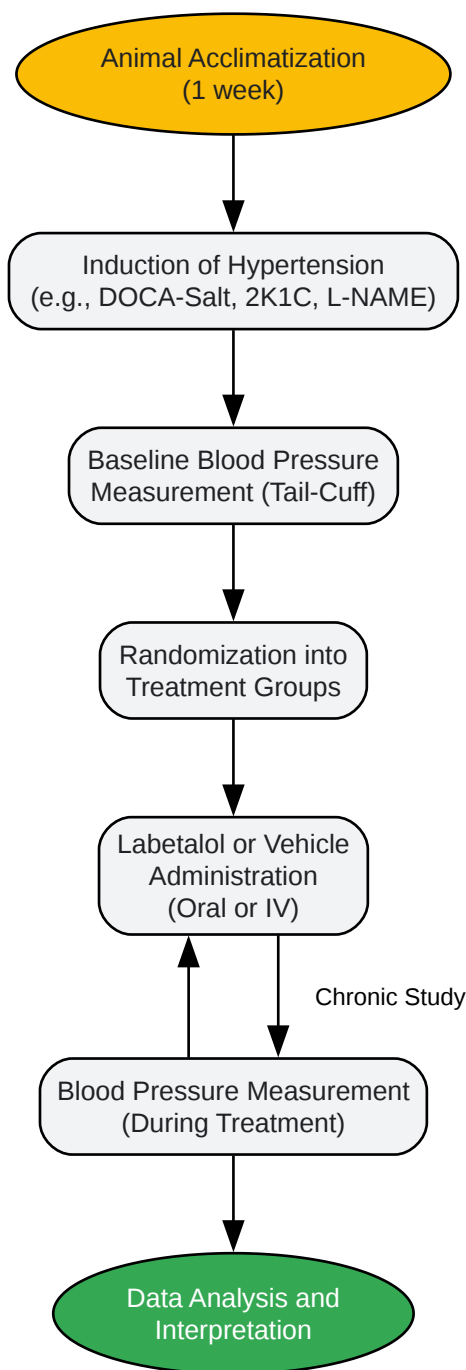 Animal Acclimatization
(1 week)
Induction of Hypertension
(e.g., DOCA-Salt, 2K1C, L-NAME)
Baseline Blood Pressure
Measurement (Tail-Cuff)
Randomization into
Treatment Groups
Labetalol or Vehicle
Administration
(Oral or IV)
Chronic Study
Blood Pressure Measurement
(During Treatment)
Data Analysis and
Interpretation